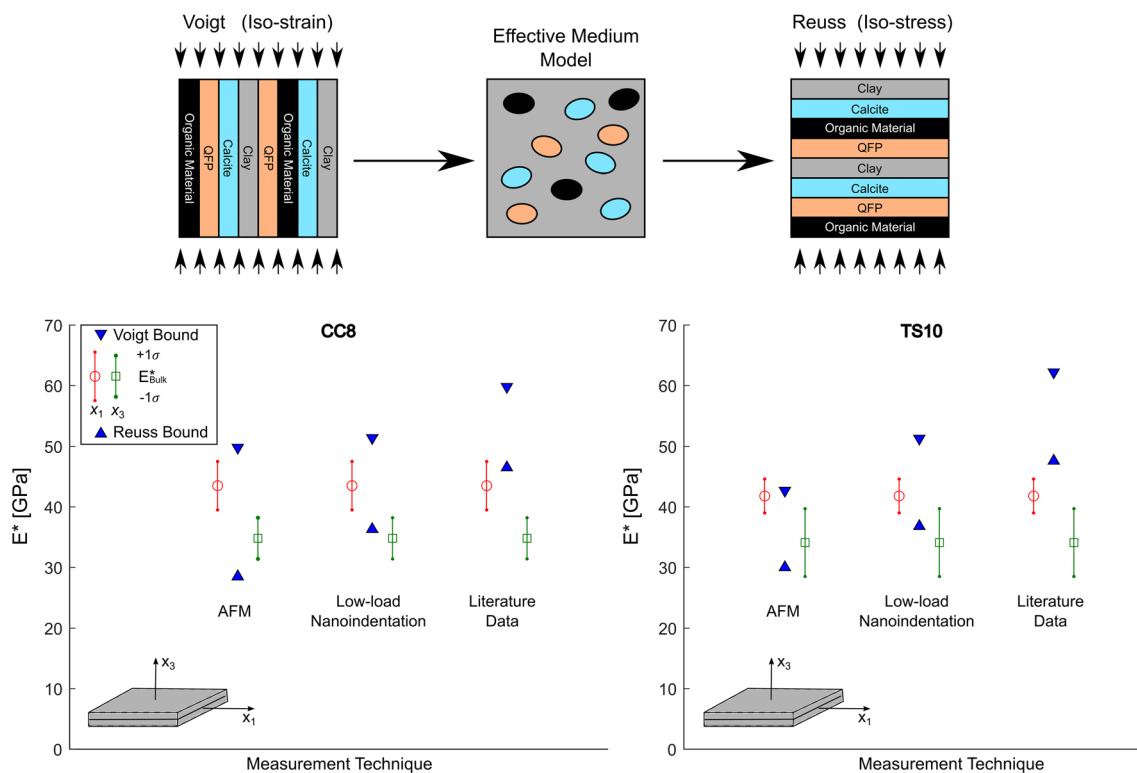 Voigt (Iso-strain)
Effective Medium
Model
Reuss (Iso-stress)
Organic Material
QFP
Calcite
Clay
QFP
Organic Material
Calcite
Clay
Clay
Calcite
Organic Material
QFP
Clay
Calcite
QFP
Organic Material
CC8
E* [GPa]
70
60
50
40
30
20
10
0
Voigt Bound
+1σ
E*Bulk
-1σ
x1 x3
Reuss Bound
AFM
Low-load
Nanoindentation
Literature
Data
x3
x1
Measurement Technique
TS10
E* [GPa]
70
60
50
40
30
20
10
0
AFM
Low-load
Nanoindentation
Literature
Data
x3
x1
Measurement Technique